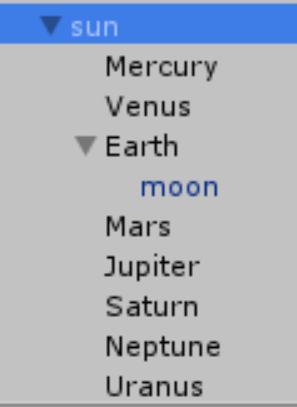 sun
Mercury
Venus
Earth
moon
Mars
Jupiter
Saturn
Neptune
Uranus